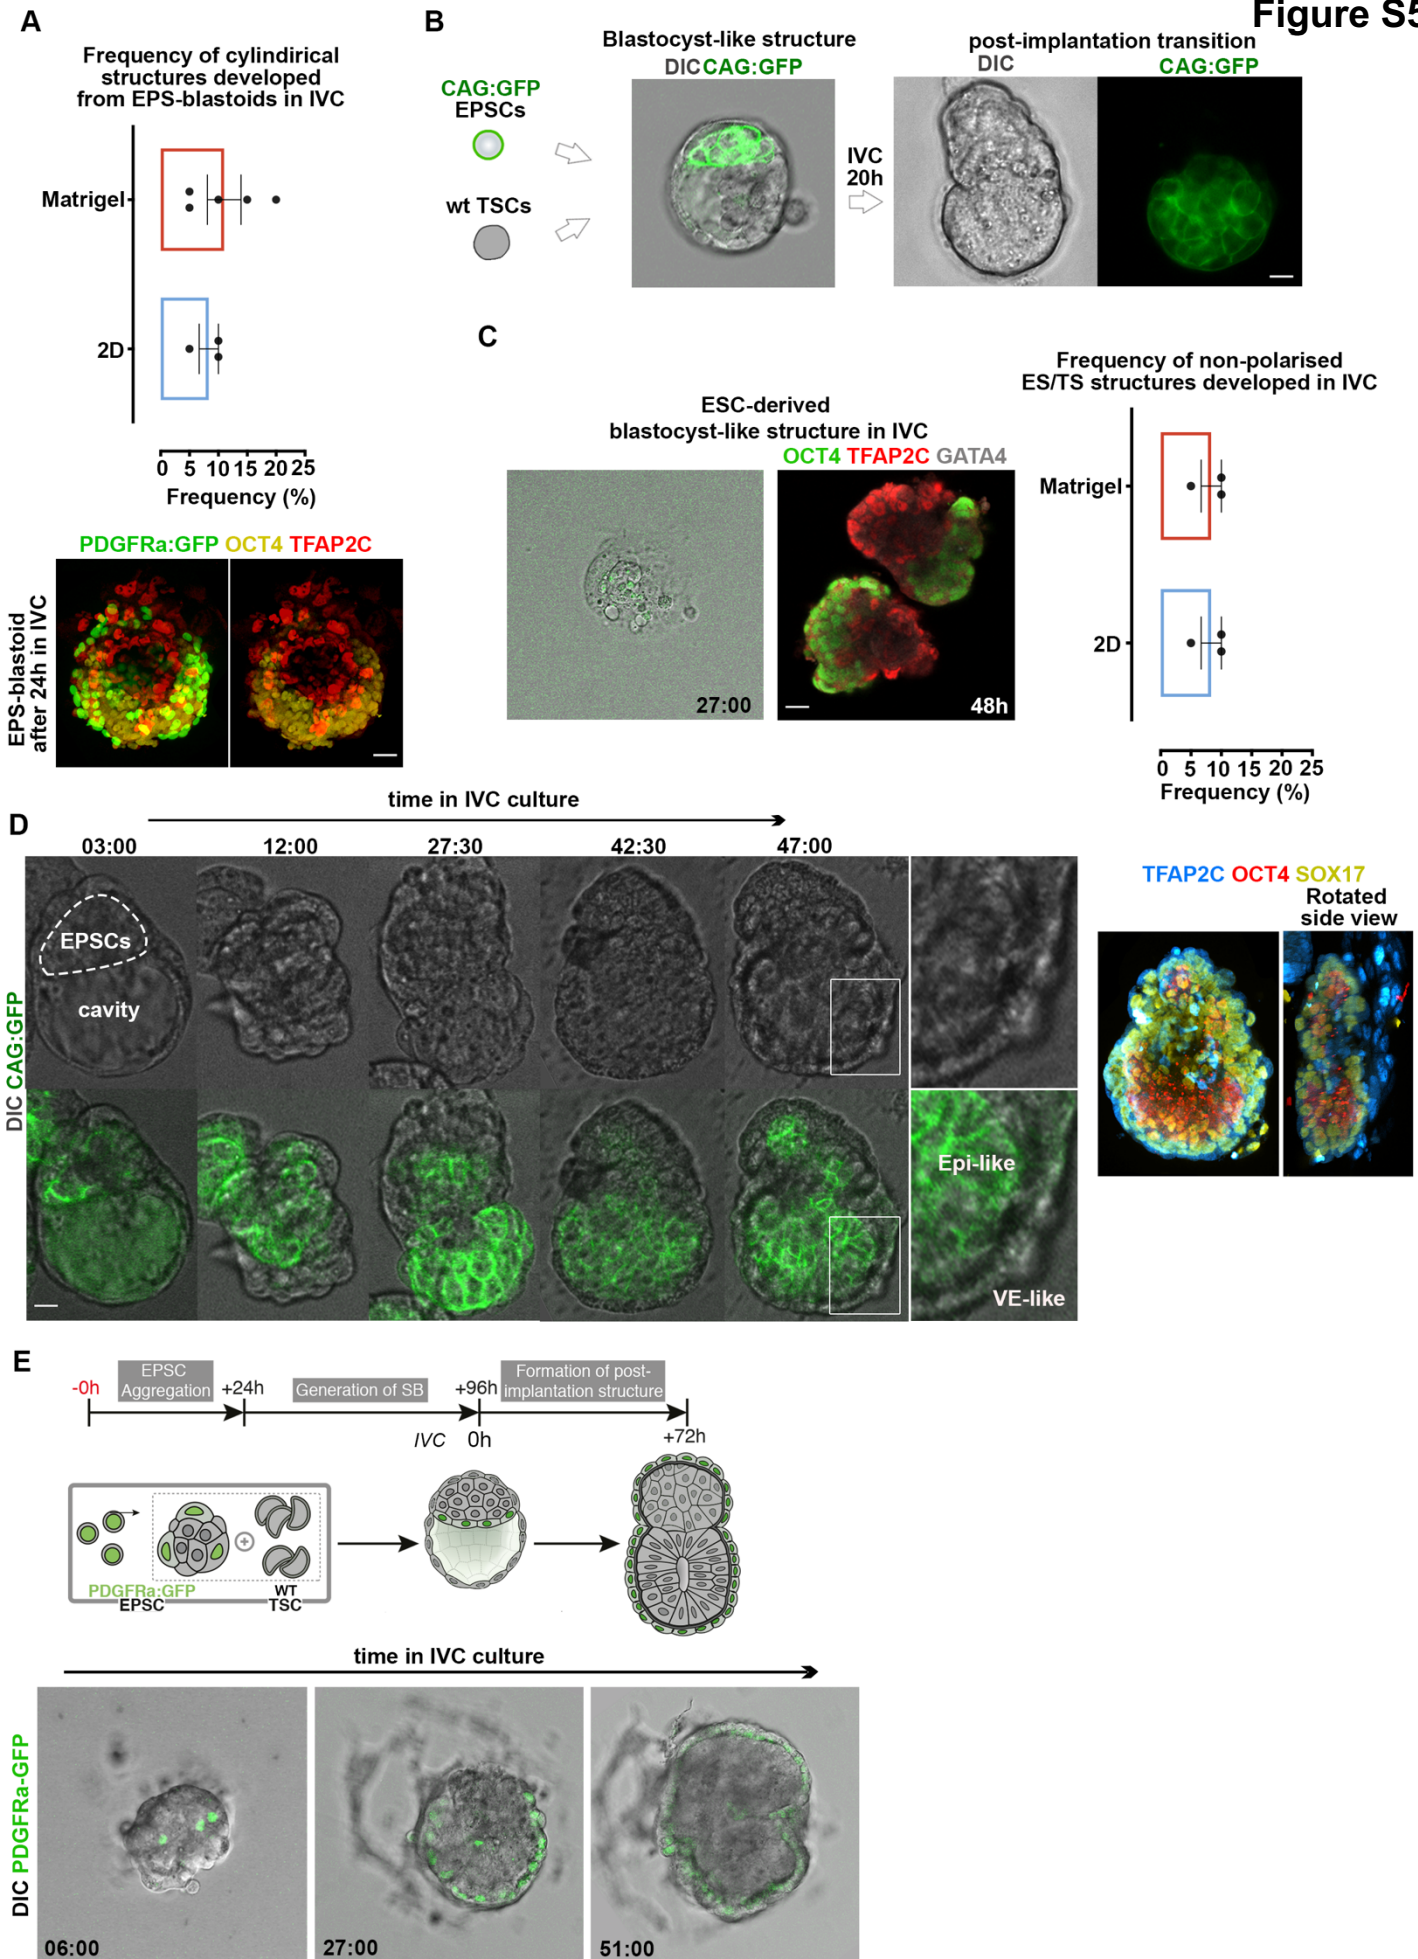 Figure S5
A
Frequency of cylindirical
structures developed
from EPS-blastoids in IVC
Matrigel
2D
0 5 10 15 20 25
Frequency (%)
PDGFRa:GFP OCT4 TFAP2C
EPS-blastoid
after 24h in IVC
B
Blastocyst-like structure
DIC CAG:GFP
post-implantation transition
DIC
CAG:GFP
CAG:GFP
EPSCs
wt TSCs
IVC
20h
C
ESC-derived
blastocyst-like structure in IVC
OCT4 TFAP2C GATA4
27:00
48h
Frequency of non-polarised
ES/TS structures developed in IVC
Matrigel
2D
0 5 10 15 20 25
Frequency (%)
D
time in IVC culture
03:00 12:00 27:30 42:30 47:00
DIC CAG:GFP
EPSCs
cavity
Epi-like
VE-like
TFAP2C OCT4 SOX17
Rotated
side view
E
-0h
EPSC
Aggregation
+24h
Generation of SB
+96h
Formation of post-
implantation structure
IVC 0h
+72h
PDGFRa:GFP
EPSC
WT
TSC
time in IVC culture
DIC PDGFRa-GFP
06:00
27:00
51:00